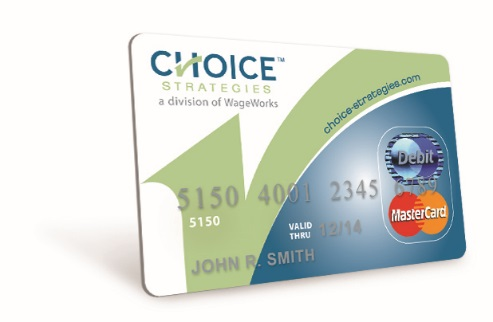 CHOICE™
STRATEGIES
a division of WageWorks
choice-strategies.com
Debit
5150 4001 2345 6789
5150
MasterCard
VALID
THRU 12/14
JOHN R. SMITH